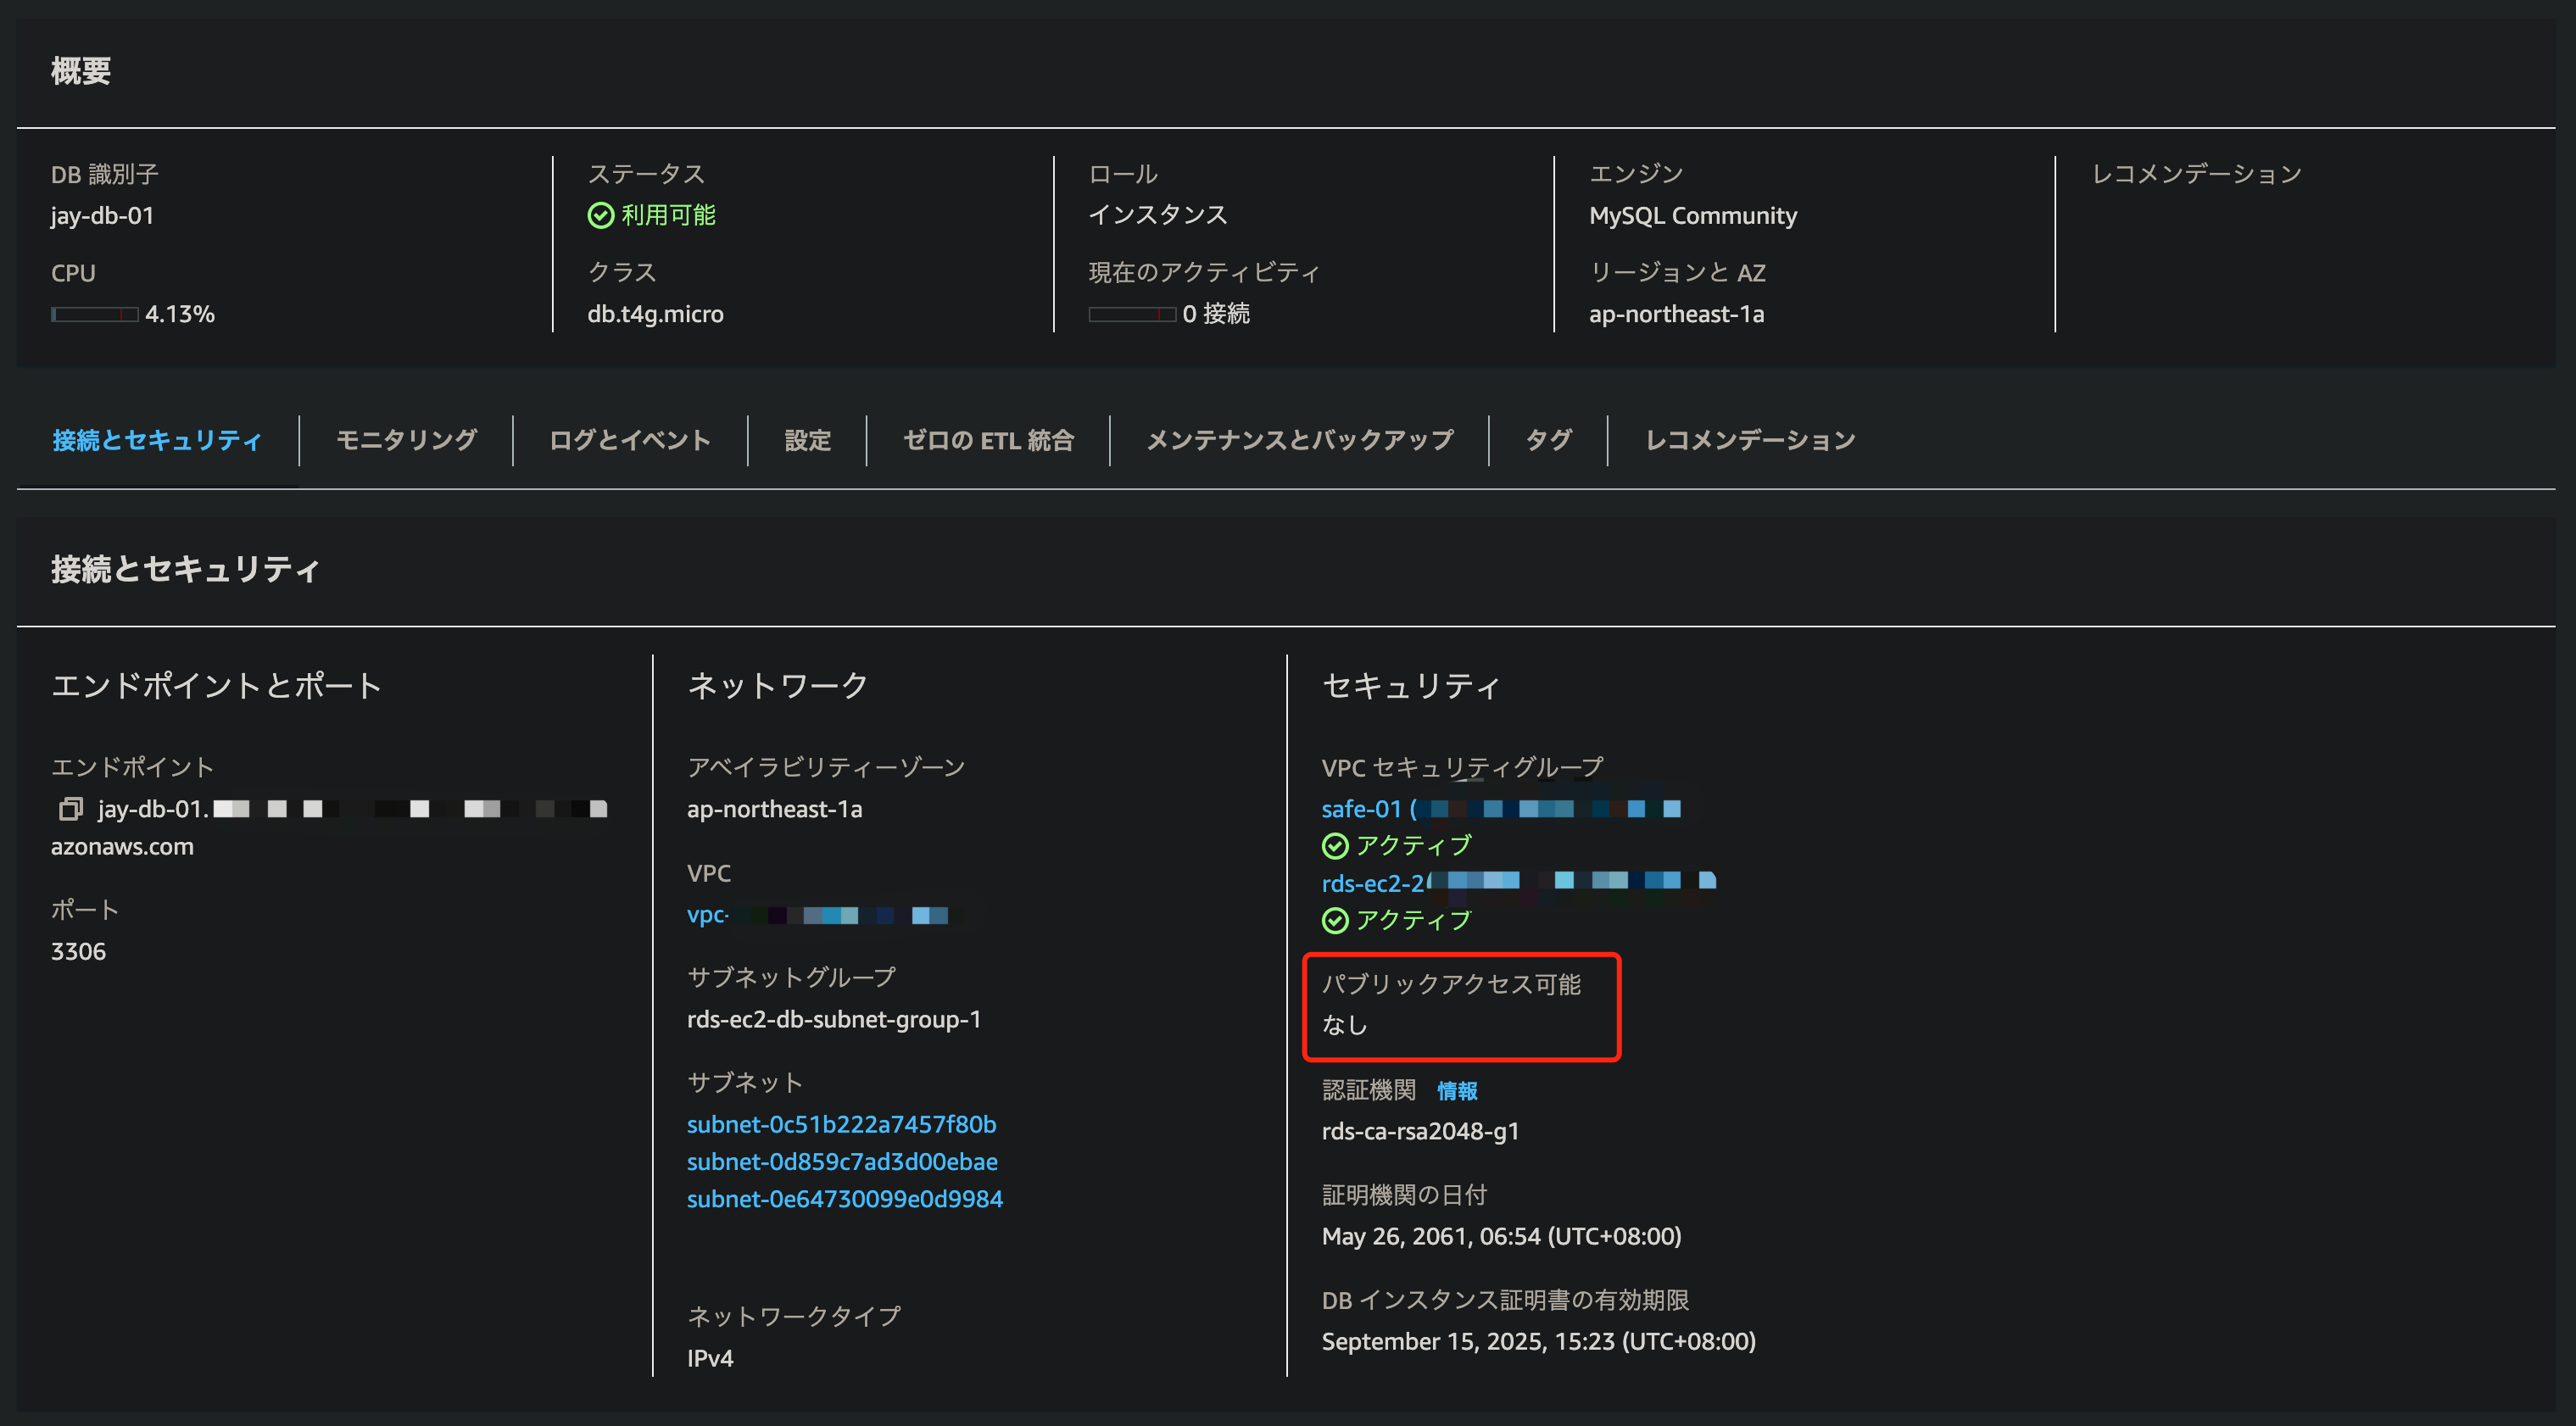 概要
DB 識別子
jay-db-01
CPU
4.13%
ステータス
利用可能
クラス
db.t4g.micro
ロール
インスタンス
現在のアクティビティ
0 接続
エンジン
MySQL Community
リージョンと AZ
ap-northeast-1a
レコメンデーション
接続とセキュリティ
モニタリング
ログとイベント
設定
ゼロの ETL 統合
メンテナンスとバックアップ
タグ
レコメンデーション
接続とセキュリティ
エンドポイントとポート
エンドポイント
jay-db-01.
azonaws.com
ポート
3306
ネットワーク
アベイラビリティーゾーン
ap-northeast-1a
VPC
vpc-
サブネットグループ
rds-ec2-db-subnet-group-1
サブネット
subnet-0c51b222a7457f80b
subnet-0d859c7ad3d00ebae
subnet-0e64730099e0d9984
ネットワークタイプ
IPv4
セキュリティ
VPC セキュリティグループ
safe-01 (
アクティブ
rds-ec2-2
アクティブ
パブリックアクセス可能
なし
認証機関 情報
rds-ca-rsa2048-g1
証明機関の日付
May 26, 2061, 06:54 (UTC+08:00)
DB インスタンス証明書の有効期限
September 15, 2025, 15:23 (UTC+08:00)